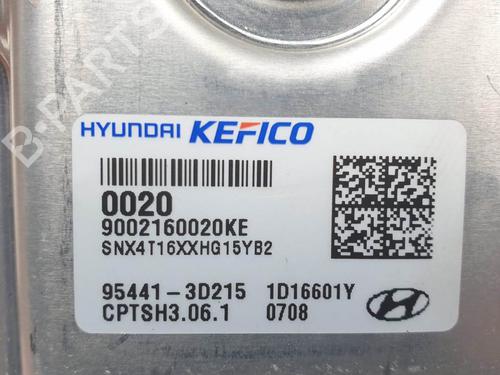 HYUNDAI KEFICO
0020
9002160020KE
SNX4T16XXHG15YB2
95441-3D215 1D16601Y
CPTSH3.06.1 0708
B-PARTS